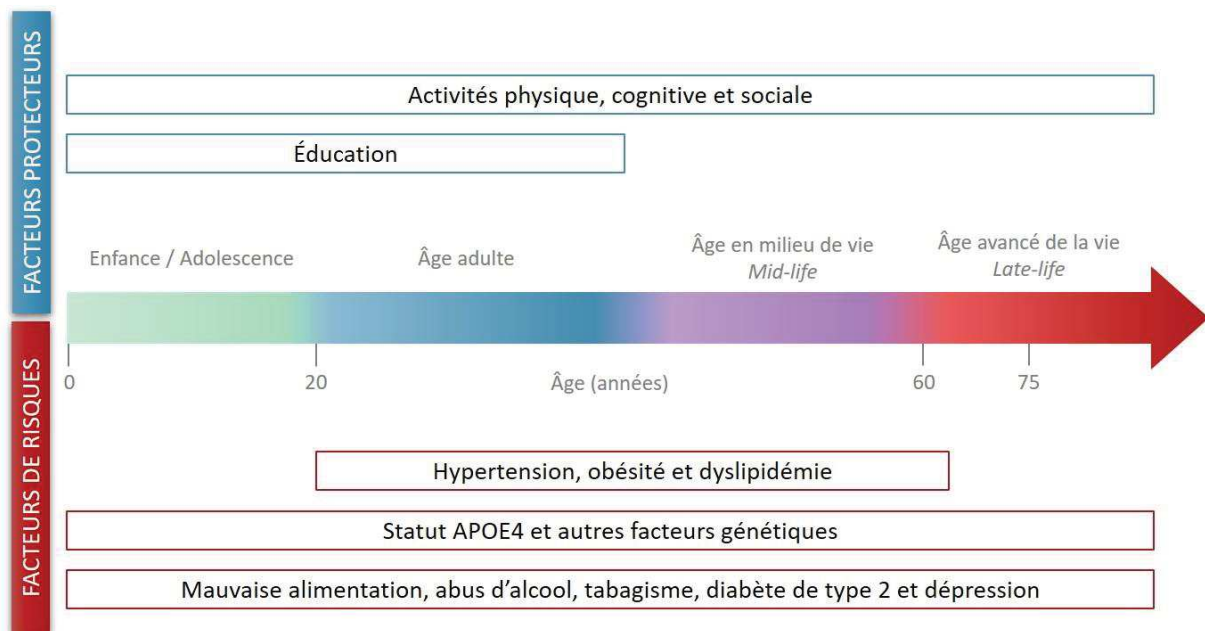 FACTEURS PROTECTEURS
Activités physique, cognitive et sociale
Éducation
Enfance / Adolescence
Âge adulte
Âge en milieu de vie
Mid-life
Âge avancé de la vie
Late-life
0
20
Âge (années)
60
75
FACTEURS DE RISQUES
Hypertension, obésité et dyslipidémie
Statut APOE4 et autres facteurs génétiques
Mauvaise alimentation, abus d’alcool, tabagisme, diabète de type 2 et dépression